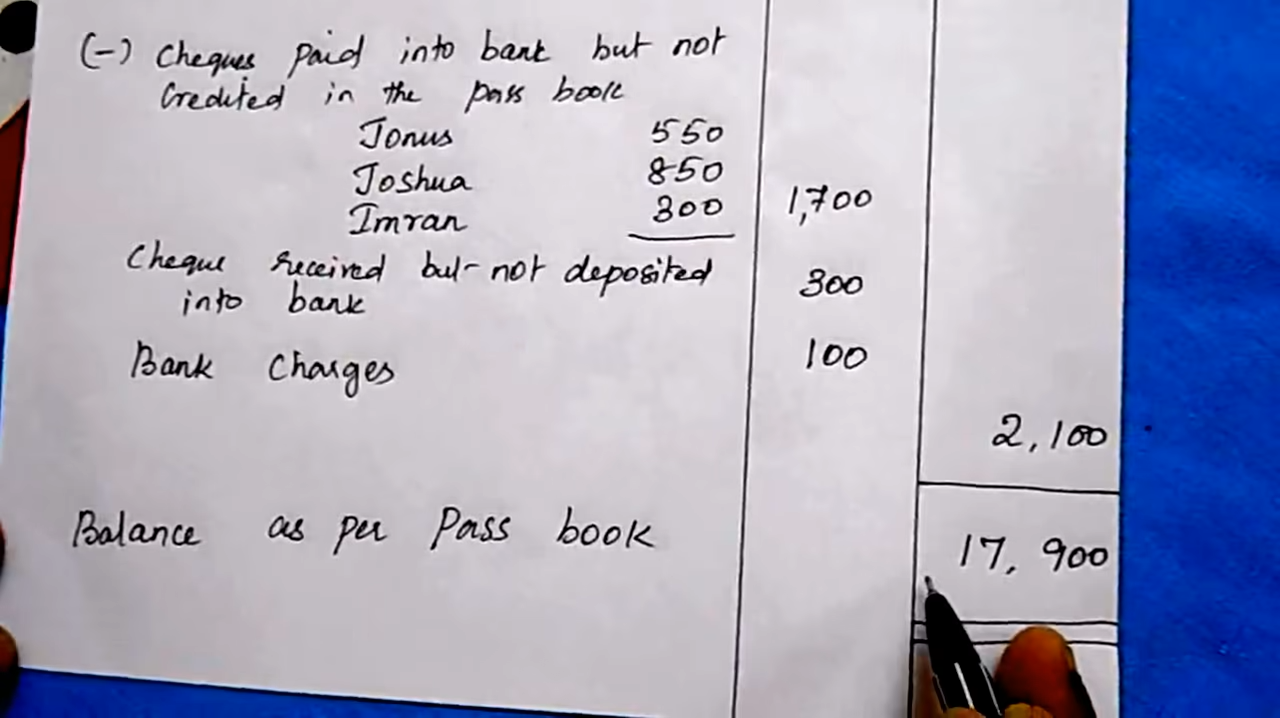 (-) Cheques paid into bank but not
Credited in the pass book
Jonus 550
Joshua 850
Imran 300 1,700
Cheque received but not deposited
into bank 300
Bank Charges 100
2,100
Balance as per Pass book 17,900